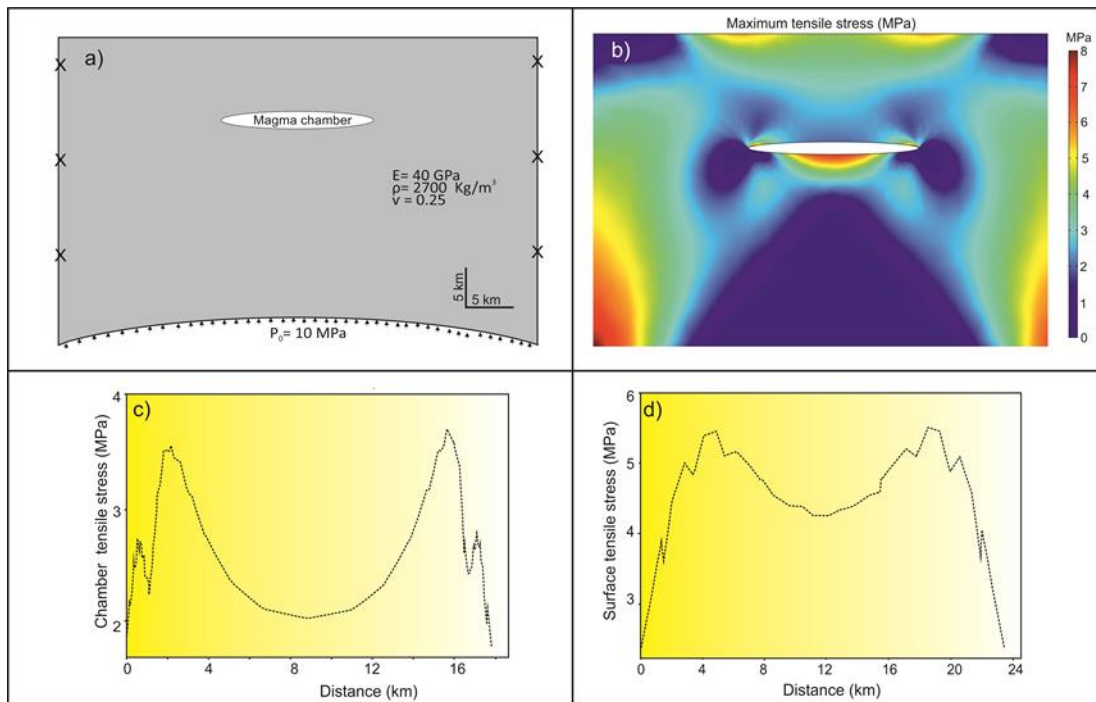 a)
Magma chamber
E= 40 GPa
ρ= 2700 Kg/m³
v = 0.25
5 km
5 km
P₀= 10 MPa
Maximum tensile stress (MPa)
b)
MPa
8
7
6
5
4
3
2
1
0
c)
Chamber tensile stress (MPa)
4
3
2
0
4
8
12
16
Distance (km)
d)
Surface tensile stress (MPa)
6
5
4
3
0
4
8
12
16
20
24
Distance (km)